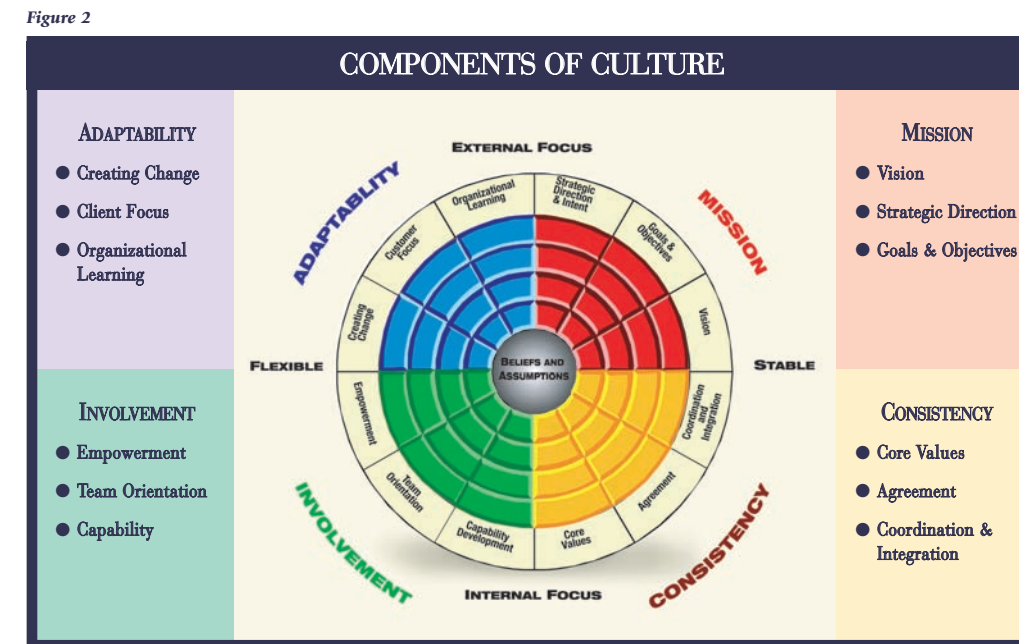 Figure 2
COMPONENTS OF CULTURE
ADAPTABILITY
● Creating Change
● Client Focus
● Organizational
Learning
INVOLVEMENT
● Empowerment
● Team Orientation
● Capability
EXTERNAL FOCUS
ADAPTABLITY
MISSION
Organizational
Learning
Strategic
Direction
& Intent
Customer
Focus
Goals &
Objectives
Creating
Change
Vision
FLEXIBLE
BELIEFS AND
ASSUMPTIONS
STABLE
Empowerment
Coordination
and
Integration
Team
Orientation
Agreement
Capability
Development
Core
Values
INVOLVEMENT
CONSISTENCY
INTERNAL FOCUS
MISSION
● Vision
● Strategic Direction
● Goals & Objectives
CONSISTENCY
● Core Values
● Agreement
● Coordination &
Integration